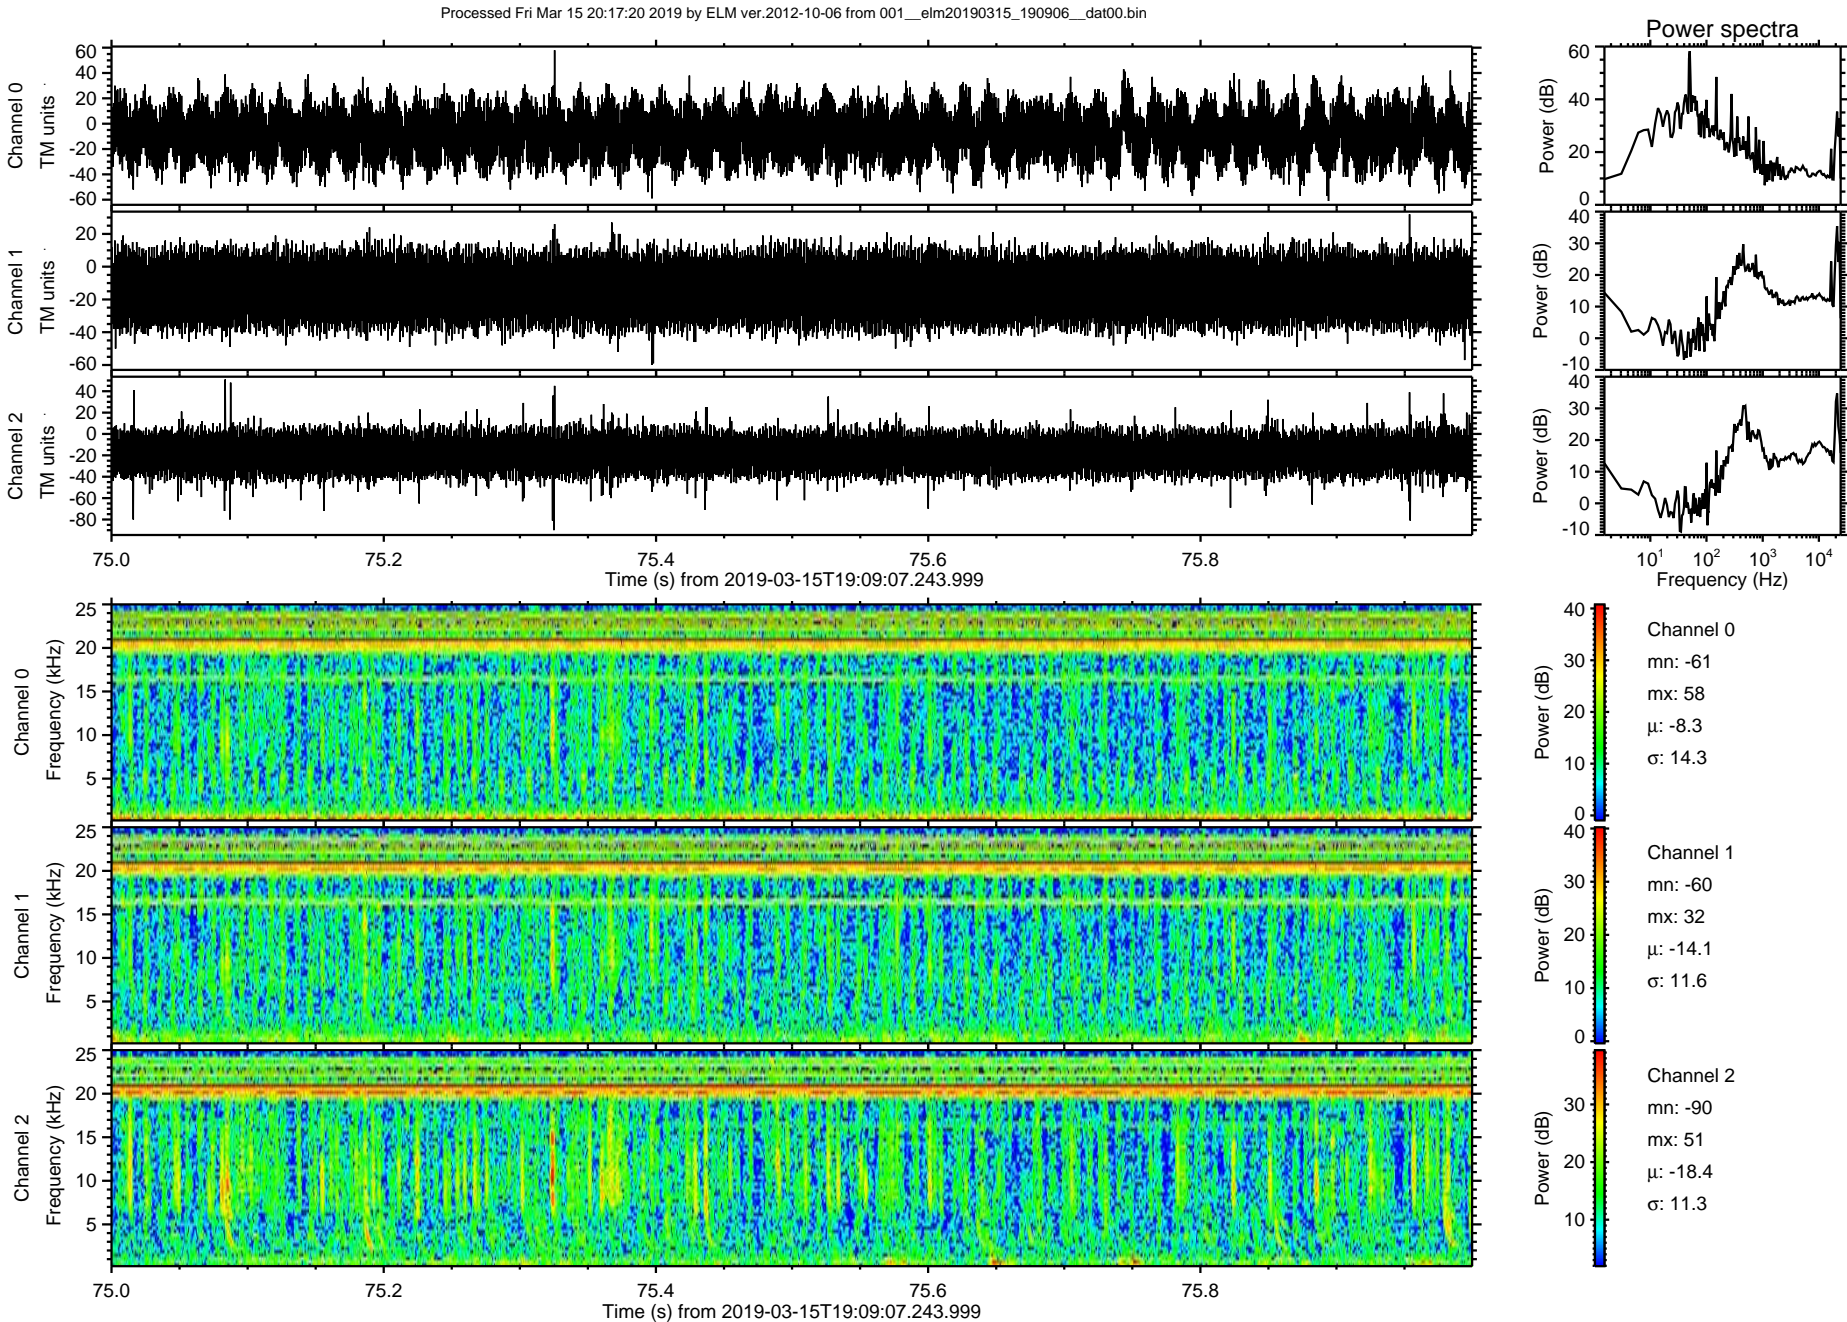 Processed Fri Mar 15 20:17:20 2019 by ELM ver.2012-10-06 from 001__elm20190315_190906__dat00.bin
Power spectra
Channel 0
TM units
60
40
20
0
-20
-40
-60
Power (dB)
60
40
20
0
Channel 1
TM units
20
0
-20
-40
-60
Power (dB)
40
30
20
10
0
-10
Channel 2
TM units
40
20
0
-20
-40
-60
-80
Power (dB)
40
30
20
10
0
-10
75.0 75.2 75.4 75.6 75.8
Time (s) from 2019-03-15T19:09:07.243.999
10¹ 10² 10³ 10⁴
Frequency (Hz)
Channel 0
Frequency (kHz)
25
20
15
10
5
Power (dB)
40
30
20
10
0
Channel 0
mn: -61
mx: 58
μ: -8.3
σ: 14.3
Channel 1
Frequency (kHz)
25
20
15
10
5
Power (dB)
40
30
20
10
0
Channel 1
mn: -60
mx: 32
μ: -14.1
σ: 11.6
Channel 2
Frequency (kHz)
25
20
15
10
5
Power (dB)
30
20
10
Channel 2
mn: -90
mx: 51
μ: -18.4
σ: 11.3
75.0 75.2 75.4 75.6 75.8
Time (s) from 2019-03-15T19:09:07.243.999